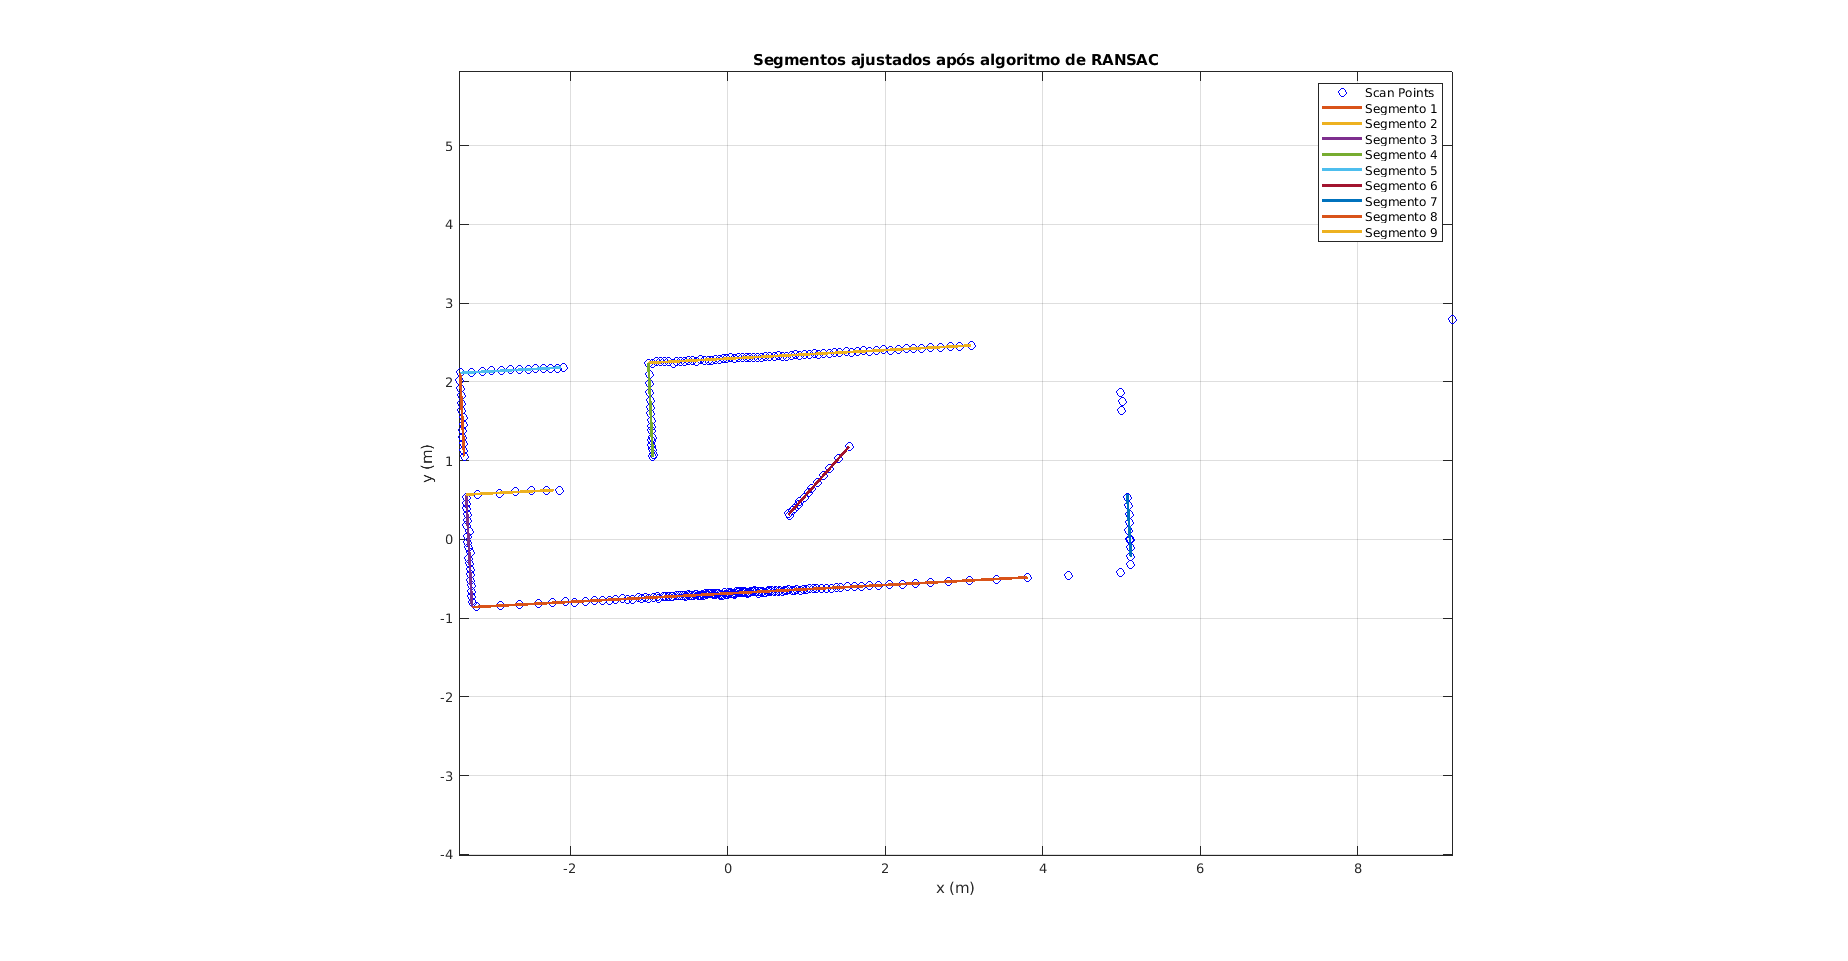 Segmentos ajustados após algoritmo de RANSAC
Scan Points
Segmento 1
Segmento 2
Segmento 3
Segmento 4
Segmento 5
Segmento 6
Segmento 7
Segmento 8
Segmento 9
5
4
3
2
1
0
-1
-2
-3
-4
y (m)
-2 0 2 4 6 8
x (m)